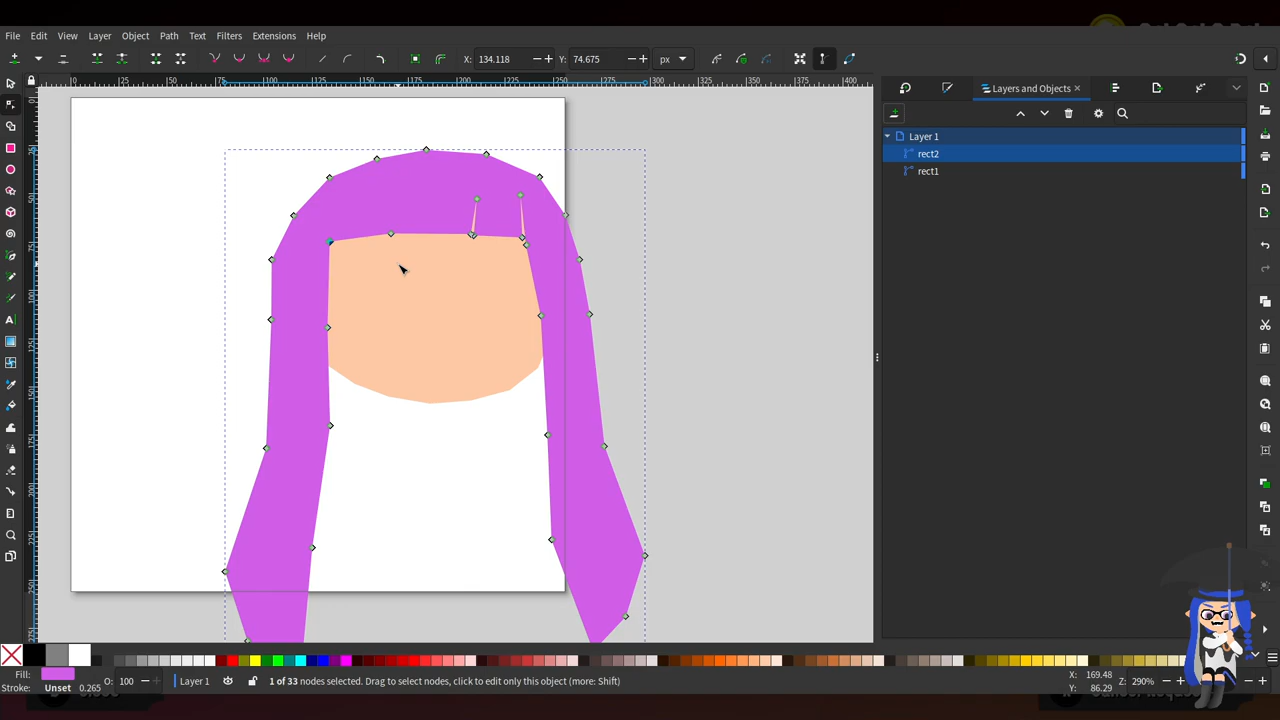 File Edit View Layer Object Path Text Filters Extensions Help
X: 134.118 Y: 74.675 px
Layers and Objects
Layer 1
rect2
rect1
Fill: Stroke: Unset 0.265
O: 100
Layer 1
1 of 33 nodes selected. Drag to select nodes, click to edit only this object (more: Shift)
X: 169.48
Y: 86.29
Z: 290%